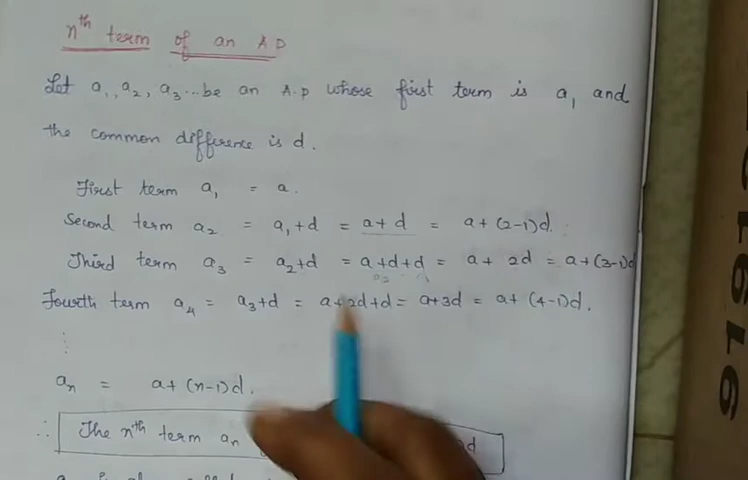 nth term of an A P
Let a1, a2, a3 ... be an A.p whose first term is a1 and
the common difference is d.
First term a1 = a.
Second term a2 = a1+d = a+d = a+(2-1)d.
Third term a3 = a2+d = a+d+d = a+2d = a+(3-1)d
Fourth term a4 = a3+d = a+2d+d = a+3d = a+(4-1)d.
⋮
an = a+(n-1)d.
∴ The nth term an